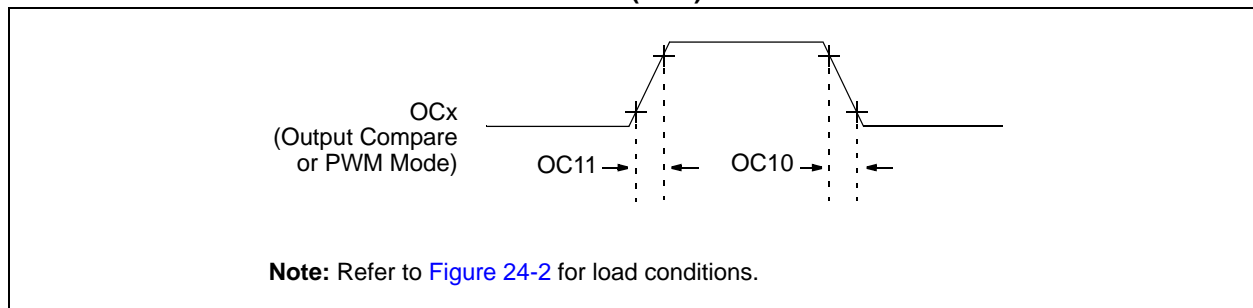 OCx
(Output Compare
or PWM Mode)
OC11
OC10
Note: Refer to Figure 24-2 for load conditions.